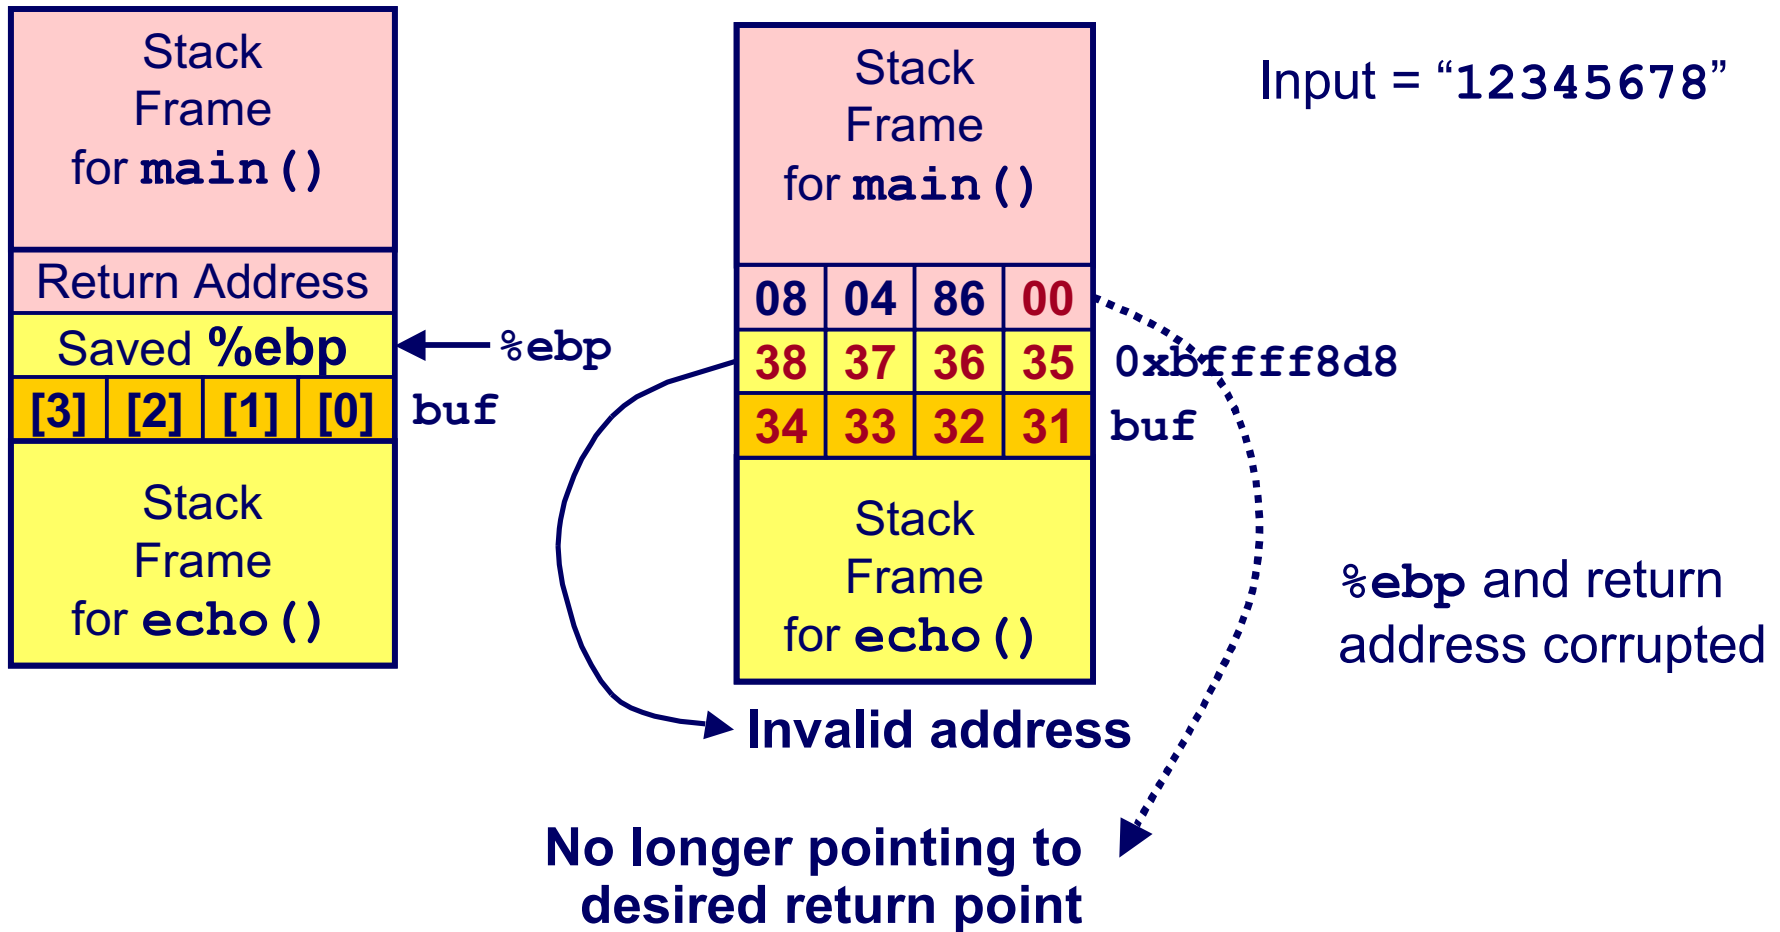 Stack
Frame
for main()
Return Address
Saved %ebp
%ebp
[3] [2] [1] [0]
buf
Stack
Frame
for echo()
Stack
Frame
for main()
08 04 86 00
38 37 36 35
0xbffff8d8
34 33 32 31
buf
Stack
Frame
for echo()
Input = “12345678”
%ebp and return
address corrupted
Invalid address
No longer pointing to
desired return point